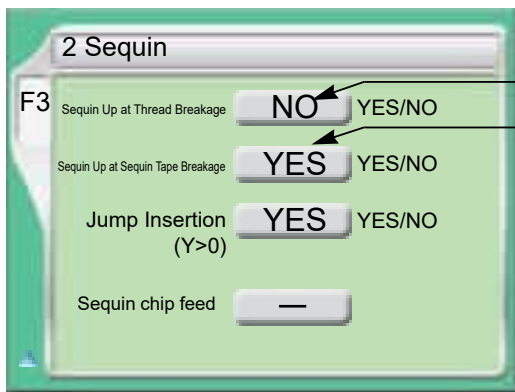 2 Sequin
F3
Sequin Up at Thread Breakage NO YES/NO
Sequin Up at Sequin Tape Breakage YES YES/NO
Jump Insertion YES YES/NO
(Y>0)
Sequin chip feed —